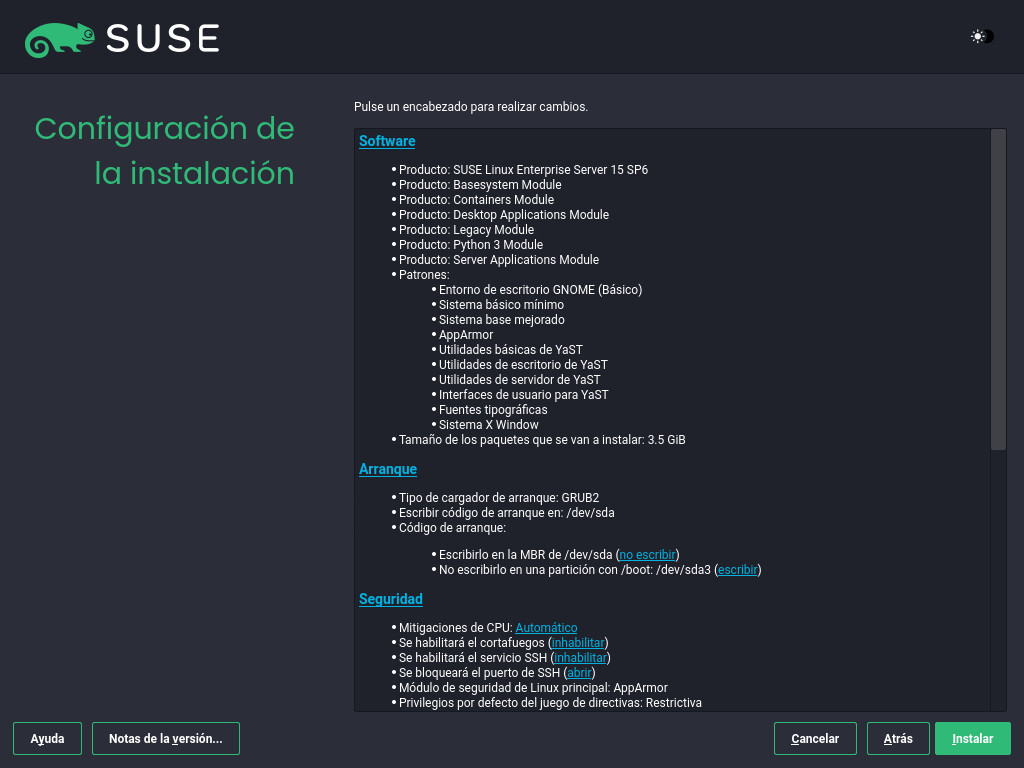 SUSE
Configuración de
la instalación
Pulse un encabezado para realizar cambios.
Software
• Producto: SUSE Linux Enterprise Server 15 SP6
• Producto: Basesystem Module
• Producto: Containers Module
• Producto: Desktop Applications Module
• Producto: Legacy Module
• Producto: Python 3 Module
• Producto: Server Applications Module
• Patrones:
• Entorno de escritorio GNOME (Básico)
• Sistema básico mínimo
• Sistema base mejorado
• AppArmor
• Utilidades básicas de YaST
• Utilidades de escritorio de YaST
• Utilidades de servidor de YaST
• Interfaces de usuario para YaST
• Fuentes tipográficas
• Sistema X Window
• Tamaño de los paquetes que se van a instalar: 3.5 GiB
Arranque
• Tipo de cargador de arranque: GRUB2
• Escribir código de arranque en: /dev/sda
• Código de arranque:
• Escribirlo en la MBR de /dev/sda (no escribir)
• No escribirlo en una partición con /boot: /dev/sda3 (escribir)
Seguridad
• Mitigaciones de CPU: Automático
• Se habilitará el cortafuegos (inhabilitar)
• Se habilitará el servicio SSH (inhabilitar)
• Se bloqueará el puerto de SSH (abrir)
• Módulo de seguridad de Linux principal: AppArmor
• Privilegios por defecto del juego de directivas: Restrictiva
Ayuda
Notas de la versión...
Cancelar
Atrás
Instalar